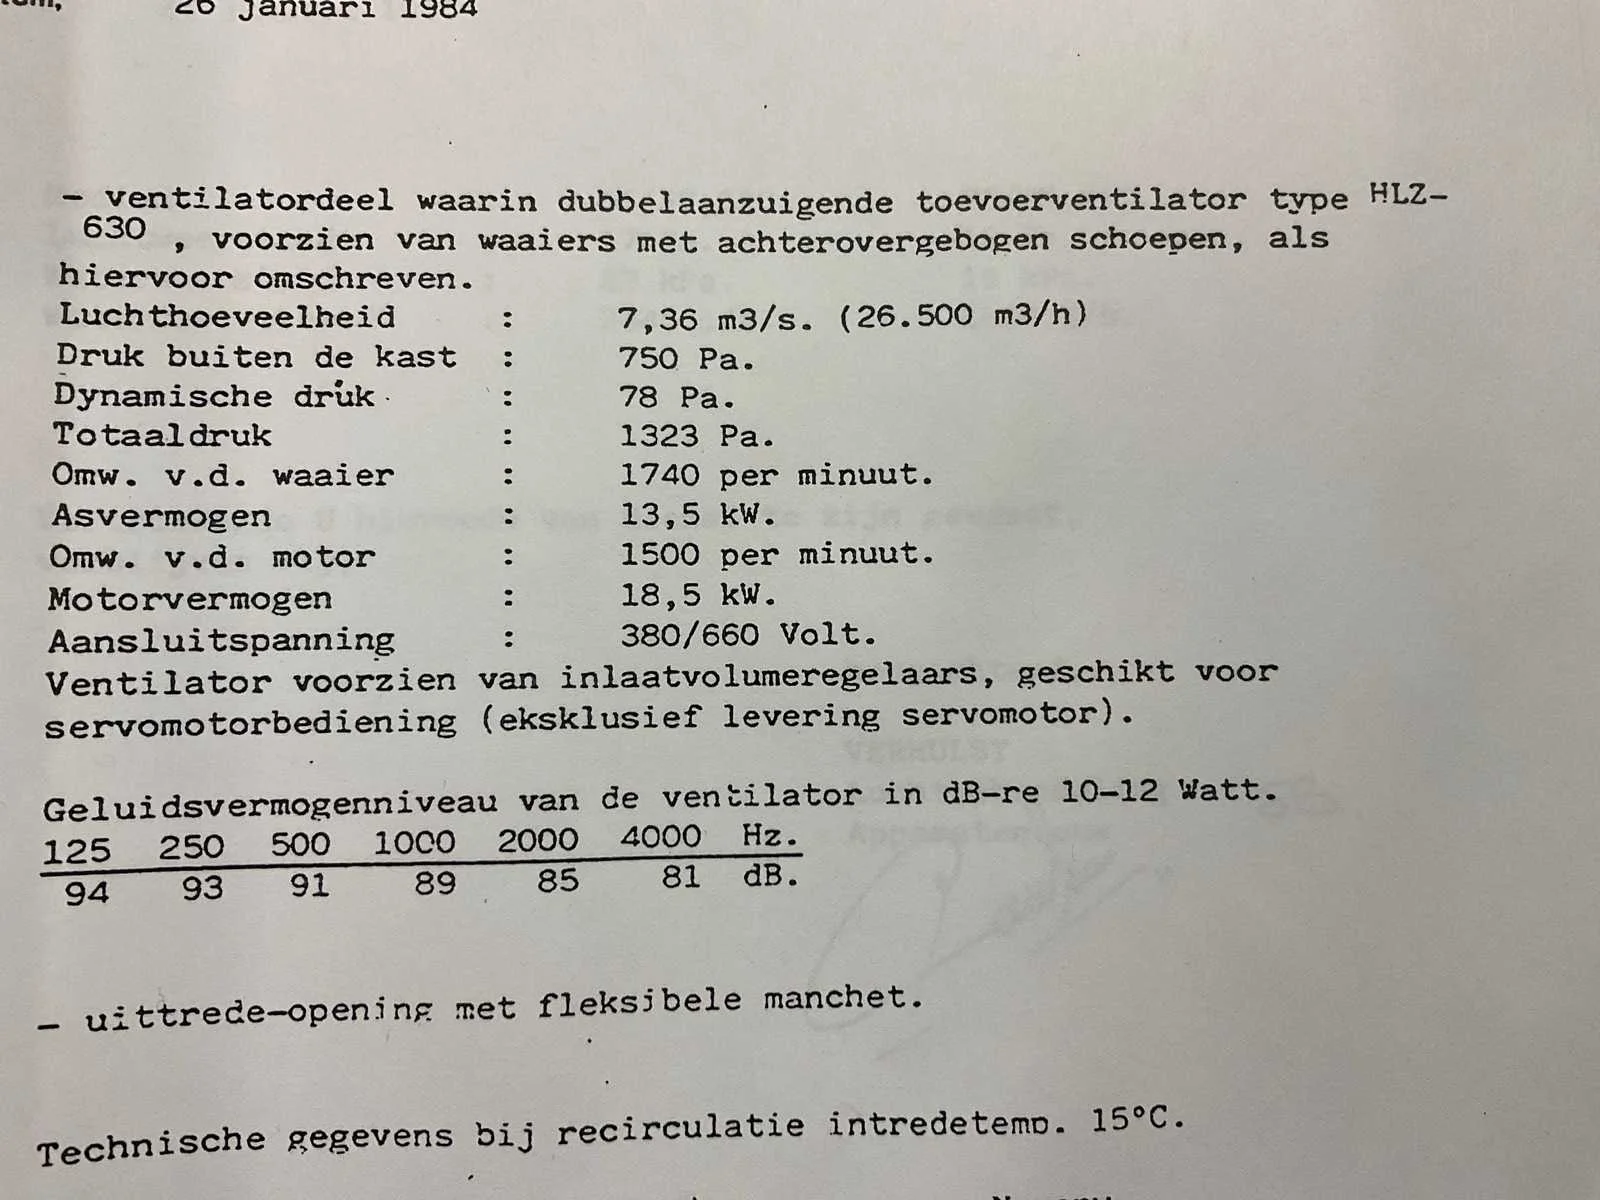 26 januari 1984
- ventilatordeel waarin dubbelaanzuigende toevoerventilator type HLZ-
630 , voorzien van waaiers met achterovergebogen schoepen, als
hiervoor omschreven.
Luchthoeveelheid : 7,36 m3/s. (26.500 m3/h)
Druk buiten de kast : 750 Pa.
Dynamische druk : 78 Pa.
Totaaldruk : 1323 Pa.
Omw. v.d. waaier : 1740 per minuut.
Asvermogen : 13,5 kW.
Omw. v.d. motor : 1500 per minuut.
Motorvermogen : 18,5 kW.
Aansluitspanning : 380/660 Volt.
Ventilator voorzien van inlaatvolumeregelaars, geschikt voor
servomotorbediening (eksklusief levering servomotor).
Geluidsvermogenniveau van de ventilator in dB-re 10-12 Watt.
125 250 500 1000 2000 4000 Hz.
94 93 91 89 85 81 dB.
- uittrede-opening met fleksibele manchet.
Technische gegevens bij recirculatie intredetemp. 15°C.